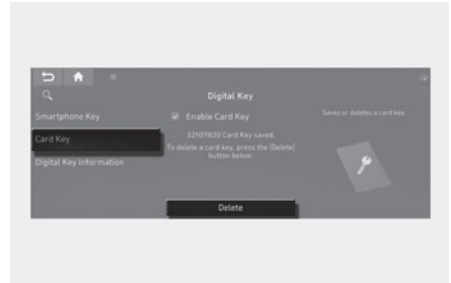 Digital Key
Smartphone Key
Card Key
Digital Key Information
Enable Card Key
32107820 Card Key saved.
To delete a card key, press the [Delete]
button below.
Delete
Saves or deletes a card key.